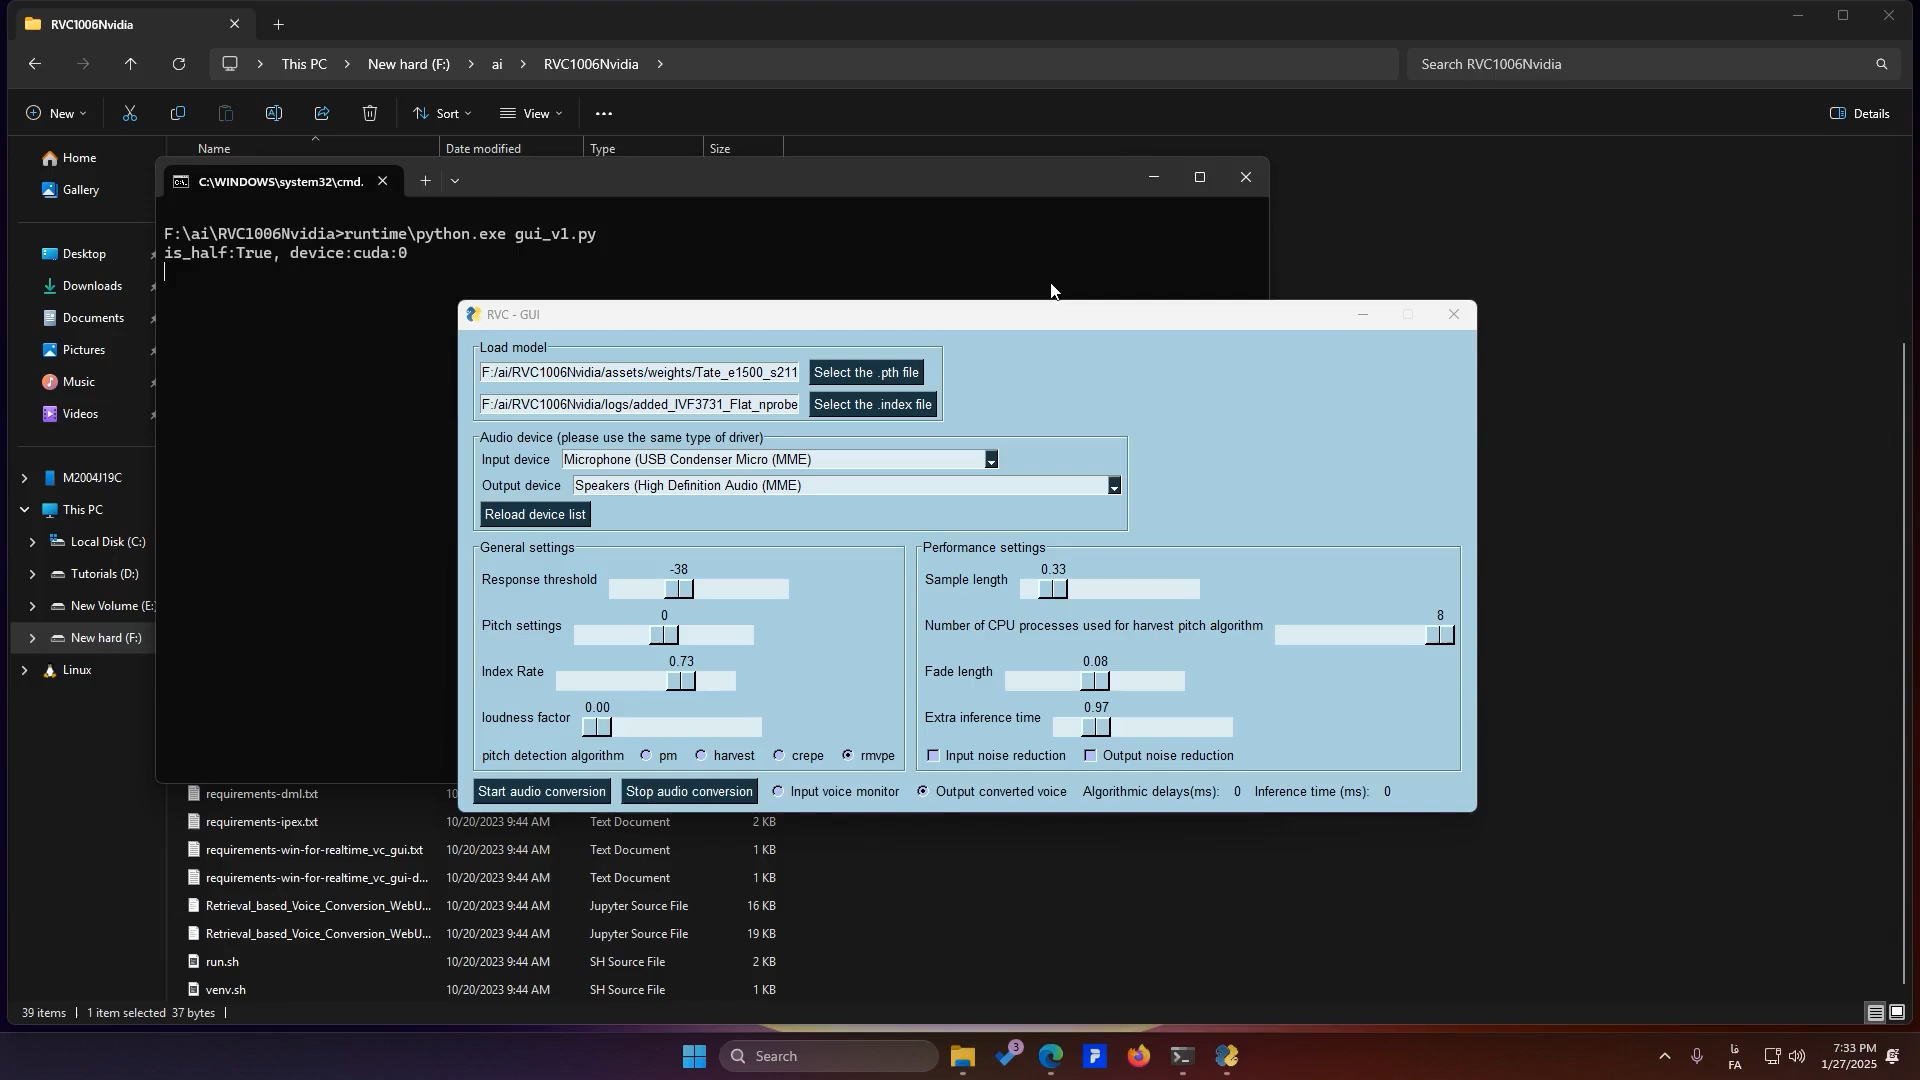 RVC1006Nvidia
This PC
New hard (F:)
ai
RVC1006Nvidia
Search RVC1006Nvidia
New
Sort
View
Details
Name
Date modified
Type
Size
Home
Gallery
Desktop
Downloads
Documents
Pictures
Music
Videos
M2004J19C
This PC
Local Disk (C:)
Tutorials (D:)
New Volume (E:)
New hard (F:)
Linux
C:\WINDOWS\system32\cmd.
F:\ai\RVC1006Nvidia>runtime\python.exe gui_v1.py
is_half:True, device:cuda:0
RVC - GUI
Load model
F:/ai/RVC1006Nvidia/assets/weights/Tate_e1500_s211
Select the .pth file
F:/ai/RVC1006Nvidia/logs/added_IVF3731_Flat_nprobe
Select the .index file
Audio device (please use the same type of driver)
Input device
Microphone (USB Condenser Micro (MME)
Output device
Speakers (High Definition Audio (MME)
Reload device list
General settings
Response threshold
-38
Pitch settings
0
Index Rate
0.73
loudness factor
0.00
pitch detection algorithm
pm
harvest
crepe
rmvpe
Performance settings
Sample length
0.33
Number of CPU processes used for harvest pitch algorithm
8
Fade length
0.08
Extra inference time
0.97
Input noise reduction
Output noise reduction
Start audio conversion
Stop audio conversion
Input voice monitor
Output converted voice
Algorithmic delays(ms): 0
Inference time (ms): 0
requirements-dml.txt 10
requirements-ipex.txt 10/20/2023 9:44 AM Text Document 2 KB
requirements-win-for-realtime_vc_gui.txt 10/20/2023 9:44 AM Text Document 1 KB
requirements-win-for-realtime_vc_gui-d... 10/20/2023 9:44 AM Text Document 1 KB
Retrieval_based_Voice_Conversion_WebU... 10/20/2023 9:44 AM Jupyter Source File 16 KB
Retrieval_based_Voice_Conversion_WebU... 10/20/2023 9:44 AM Jupyter Source File 19 KB
run.sh 10/20/2023 9:44 AM SH Source File 2 KB
venv.sh 10/20/2023 9:44 AM SH Source File 1 KB
39 items
1 item selected 37 bytes
Search
3
فا
FA
7:33 PM
1/27/2025